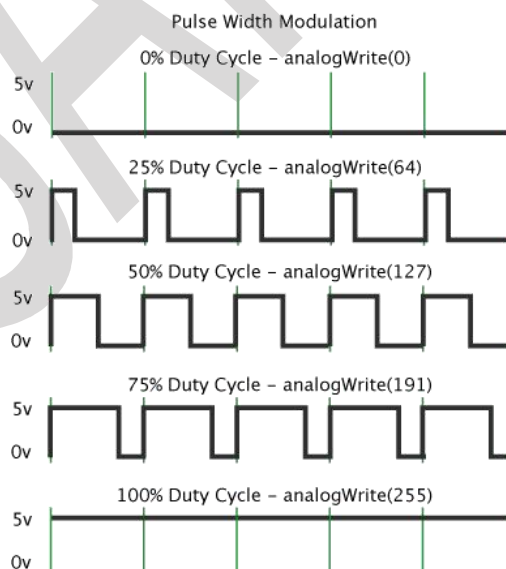 Pulse Width Modulation
0% Duty Cycle – analogWrite(0)
5v
0v
25% Duty Cycle – analogWrite(64)
5v
0v
50% Duty Cycle – analogWrite(127)
5v
0v
75% Duty Cycle – analogWrite(191)
5v
0v
100% Duty Cycle – analogWrite(255)
5v
0v